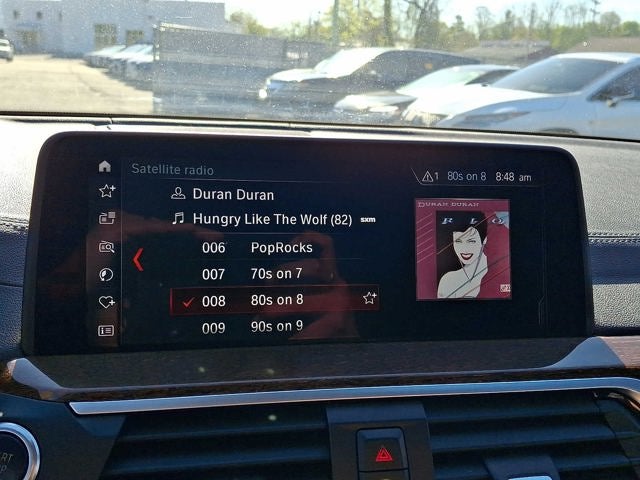 Satellite radio
1 80s on 8 8:48 am
Duran Duran
Hungry Like The Wolf (82) sxm
006 PopRocks
007 70s on 7
008 80s on 8
009 90s on 9
DURAN DURAN
RIO